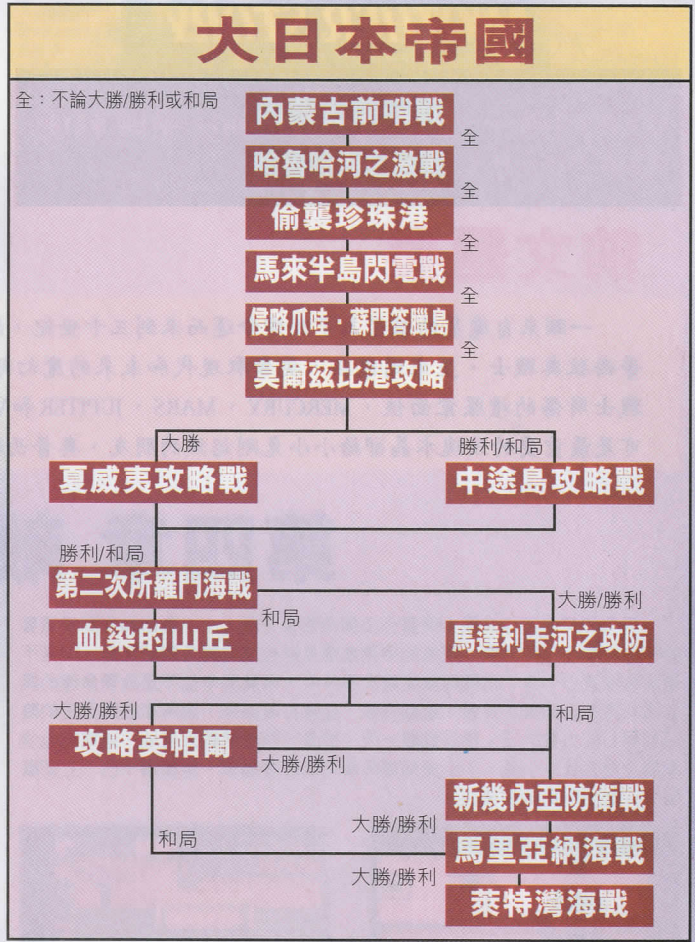 大日本帝國
全：不論大勝/勝利或和局
內蒙古前哨戰
全
哈魯哈河之激戰
全
偷襲珍珠港
全
馬來半島閃電戰
全
侵略爪哇．蘇門答臘島
全
莫爾茲比港攻略
大勝
勝利/和局
夏威夷攻略戰
中途島攻略戰
勝利/和局
第二次所羅門海戰
和局
大勝/勝利
血染的山丘
馬達利卡河之攻防
大勝/勝利
和局
攻略英帕爾
大勝/勝利
新幾內亞防衛戰
和局
大勝/勝利
馬里亞納海戰
大勝/勝利
萊特灣海戰